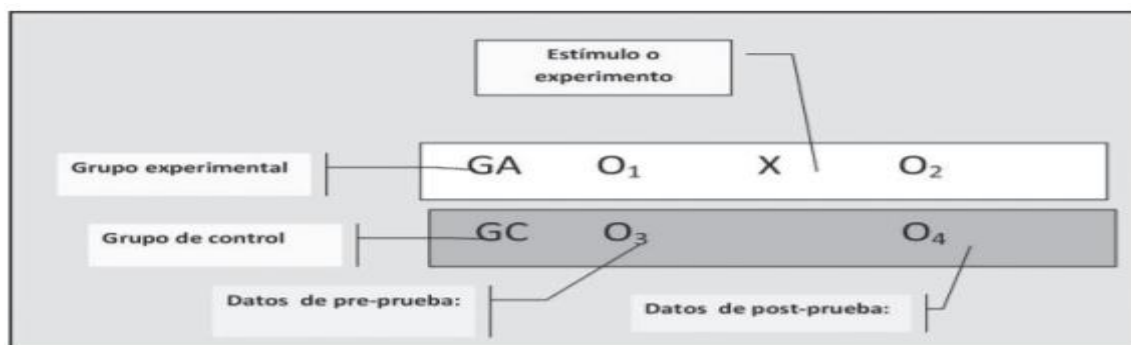 Estímulo o
experimento
Grupo experimental
GA O₁ X O₂
Grupo de control
GC O₃ O₄
Datos de pre-prueba:
Datos de post-prueba: